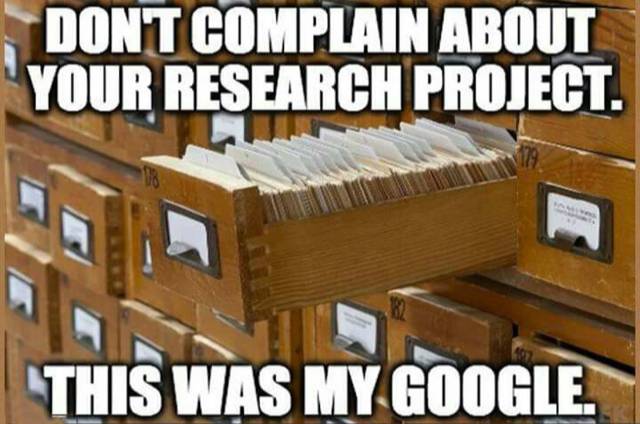 DON'T COMPLAIN ABOUT
YOUR RESEARCH PROJECT.
178
179
182
THIS WAS MY GOOGLE.